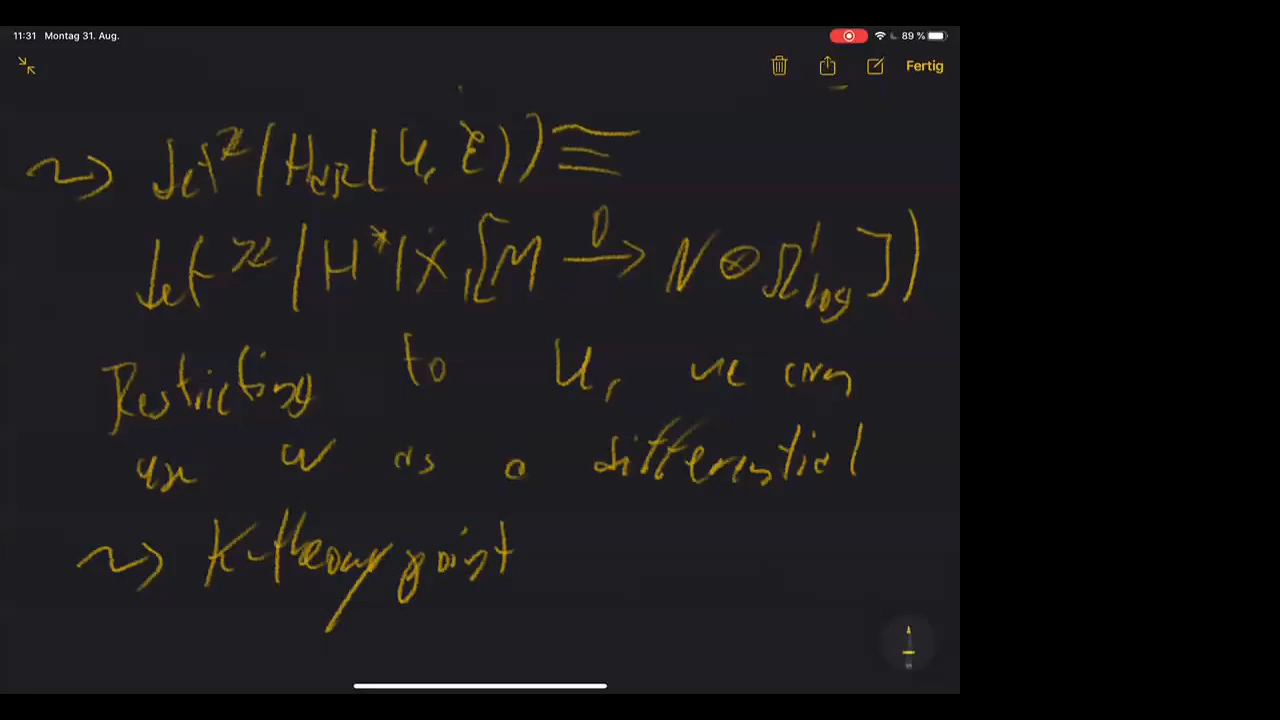 11:31 Montag 31. Aug. 89 %
Fertig
⇝ det^ℤ(H_dR(U, ℰ)) ≡
det^ℤ(H*(X, [M →^D N ⊗ Ω¹_log]))
Restricting to U, we can
use ω as a differential
⇝ K-theory point